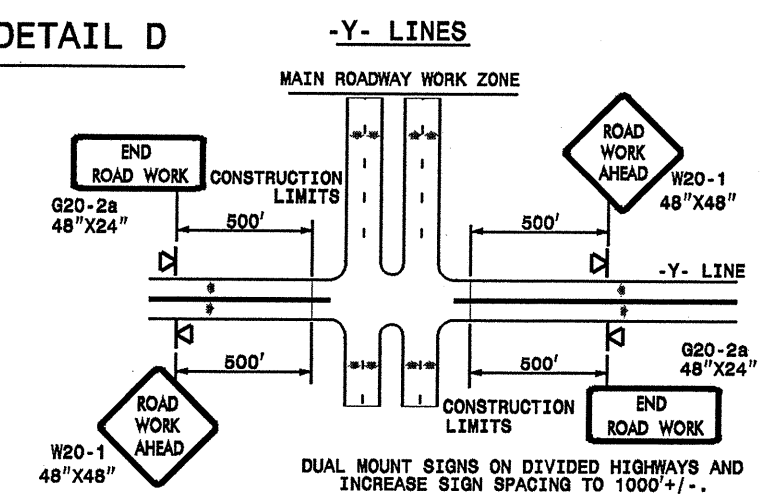 DETAIL D
-Y- LINES
MAIN ROADWAY WORK ZONE
END
ROAD WORK
G20-2a
48"X24"
CONSTRUCTION
LIMITS
500'
500'
ROAD
WORK
AHEAD
W20-1
48"X48"
-Y- LINE
500'
500'
ROAD
WORK
AHEAD
W20-1
48"X48"
CONSTRUCTION
LIMITS
G20-2a
48"X24"
END
ROAD WORK
DUAL MOUNT SIGNS ON DIVIDED HIGHWAYS AND
INCREASE SIGN SPACING TO 1000'+/-.